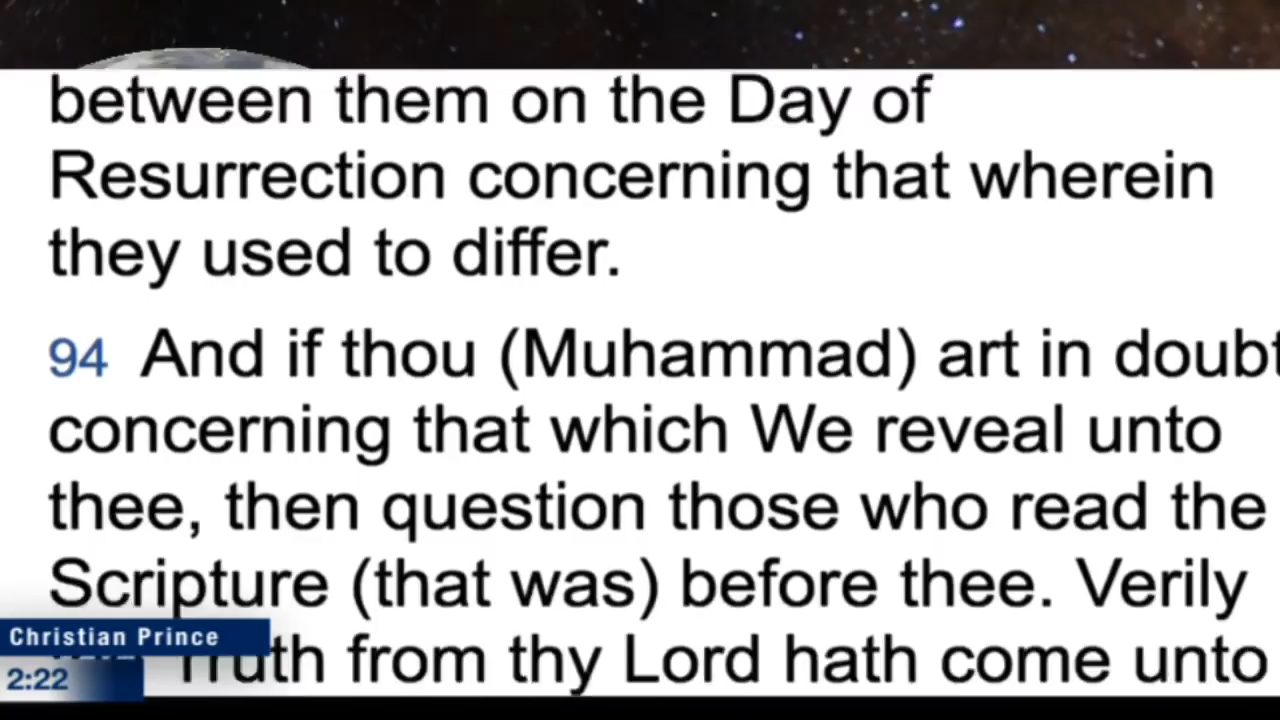 between them on the Day of
Resurrection concerning that wherein
they used to differ.
94 And if thou (Muhammad) art in doubt
concerning that which We reveal unto
thee, then question those who read the
Scripture (that was) before thee. Verily
Truth from thy Lord hath come unto
Christian Prince
2:22